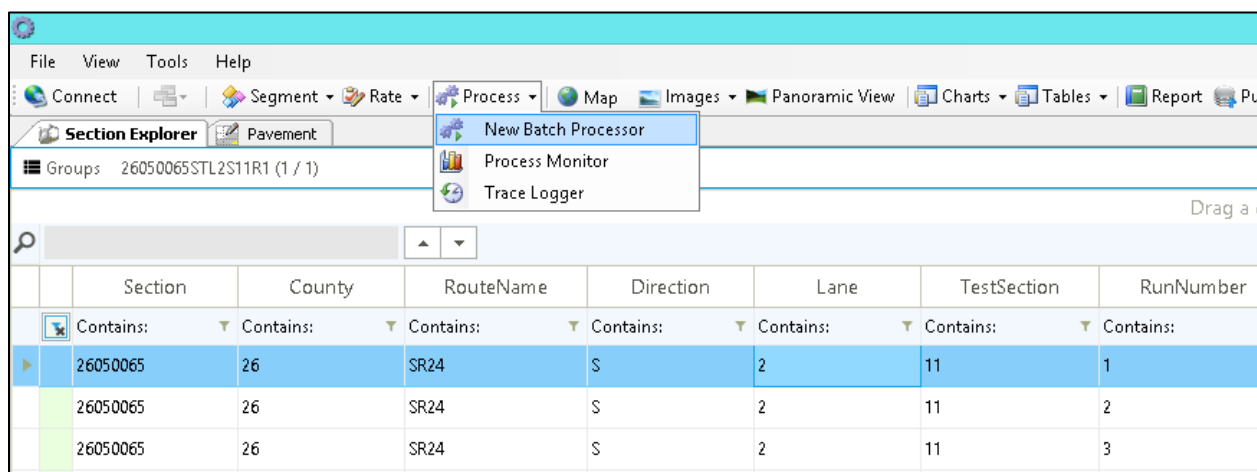 File View Tools Help
Connect Segment Rate Process Map Images Panoramic View Charts Tables Report
Section Explorer Pavement
New Batch Processor
Groups 26050065STL2S11R1 (1 / 1)
Process Monitor
Trace Logger
Drag a
Section County RouteName Direction Lane TestSection RunNumber
Contains: Contains: Contains: Contains: Contains: Contains: Contains:
26050065 26 SR24 S 2 11 1
26050065 26 SR24 S 2 11 2
26050065 26 SR24 S 2 11 3